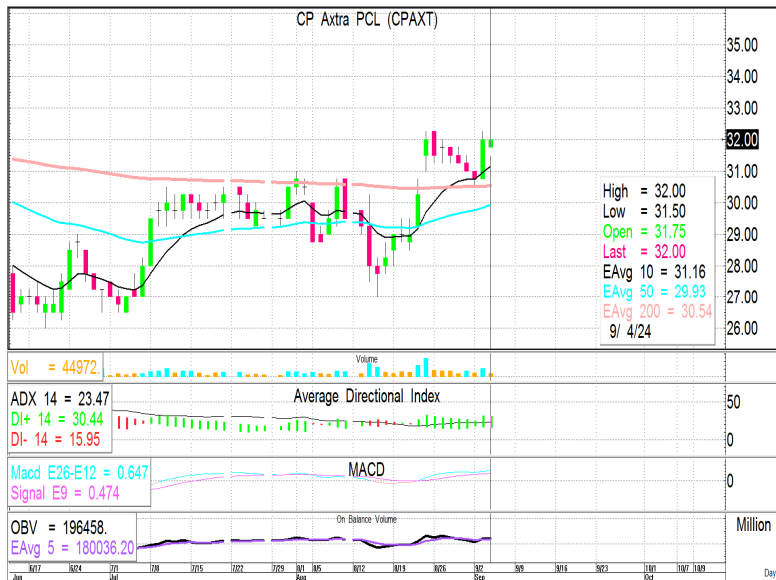 CP Axtra PCL (CPAXT)
35.00
34.00
33.00
32.00
31.00
30.00
29.00
28.00
27.00
26.00
High = 32.00
Low = 31.50
Open = 31.75
Last = 32.00
EAvg 10 = 31.16
EAvg 50 = 29.93
EAvg 200 = 30.54
9/ 4/24
Volume
Vol = 44972.
Average Directional Index
ADX 14 = 23.47
DI+ 14 = 30.44
DI- 14 = 15.95
50
0
MACD
Macd E26-E12 = 0.647
Signal E9 = 0.474
0
On Balance Volume
OBV = 196458.
EAvg 5 = 180036.20
Million
6/17 6/24 7/1 7/8 7/15 7/22 7/29 8/1 8/5 8/12 8/19 8/26 9/2 9/9 9/16 9/23 10/1 10/7 10/9
Jun Jul Aug Sep Oct Day